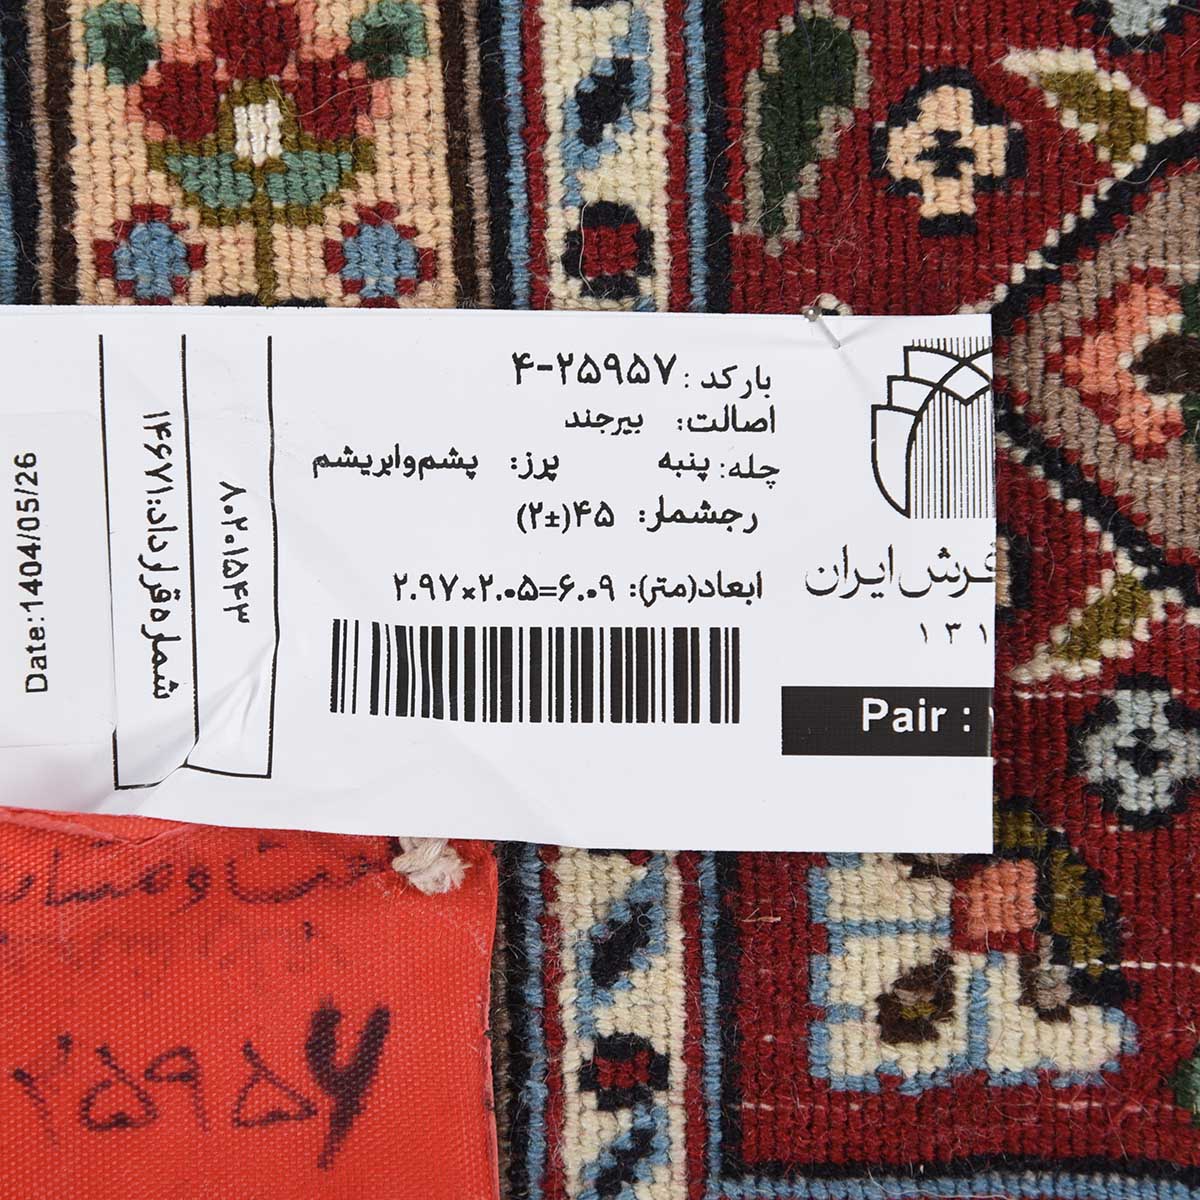 بارکد: ۴-۲۵۹۵۷
اصالت: بیرجند
چله: پنبه پرز: پشم‌وابریشم
رجشمار: ۴۵(±۲)
ابعاد(متر): ۲.۹۷×۲.۰۵=۶.۰۹
فرش ایران
۱۳۱
Pair :
۸۰۲۰۱۵۴۳
شماره قرارداد:۱۴۶۷۱
Date:1404/05/26